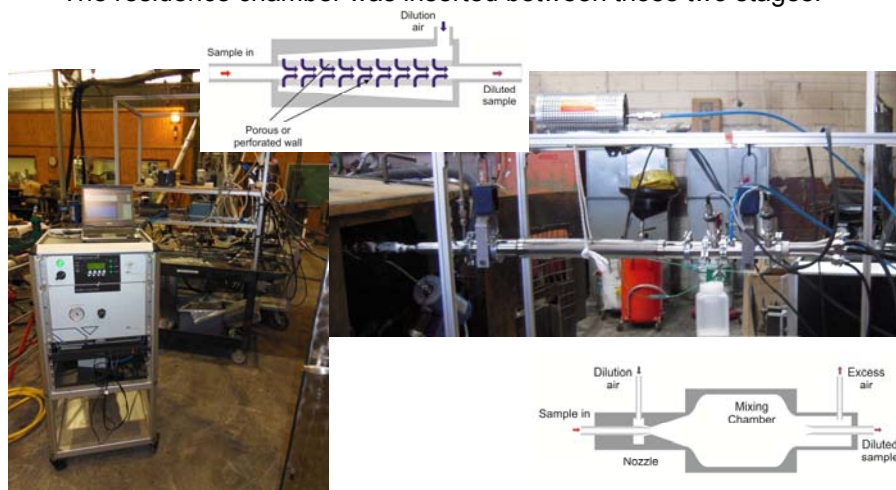 The residence chamber was inserted between these two stages.
Dilution
air
Sample in
Diluted
sample
Porous or
perforated wall
Dilution
air
Excess
air
Sample in
Mixing
Chamber
Diluted
sample
Nozzle